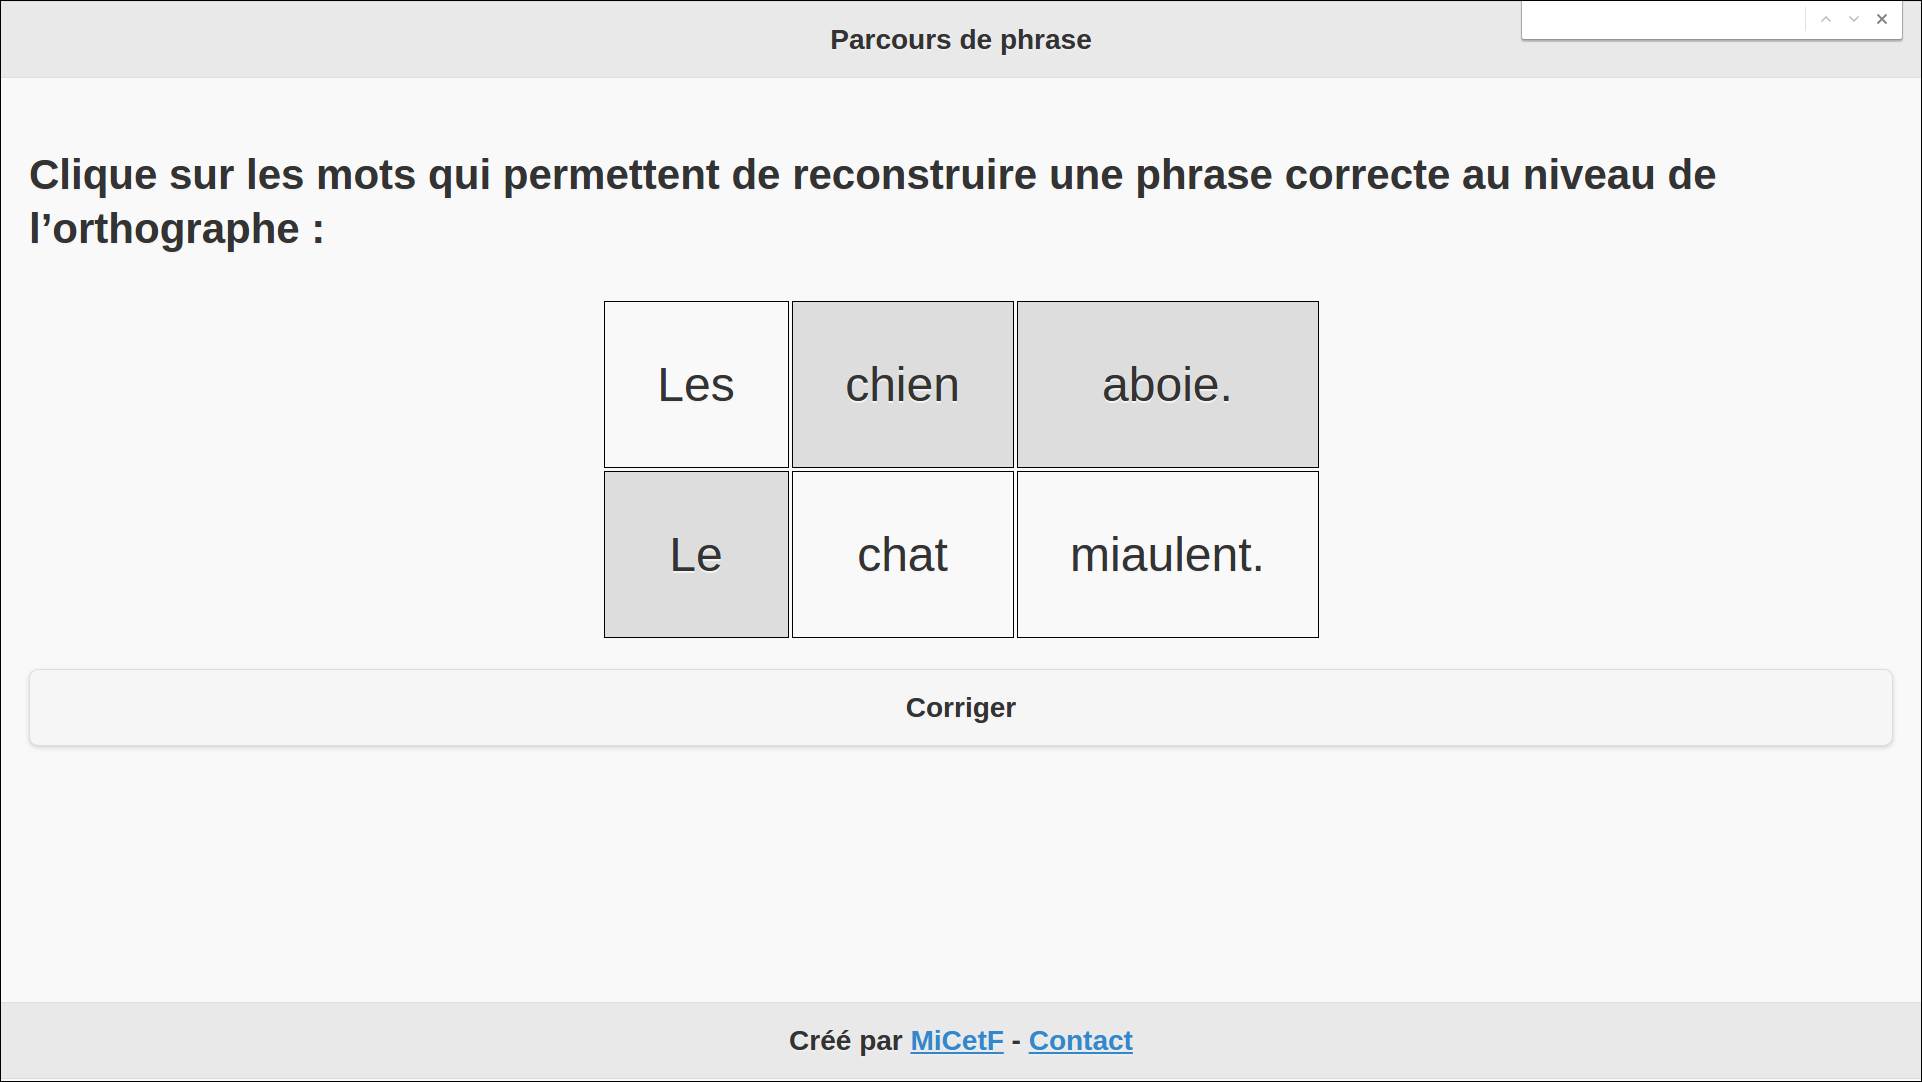 Parcours de phrase
Clique sur les mots qui permettent de reconstruire une phrase correcte au niveau de
l’orthographe :
Les chien aboie.
Le chat miaulent.
Corriger
Créé par MiCetF - Contact